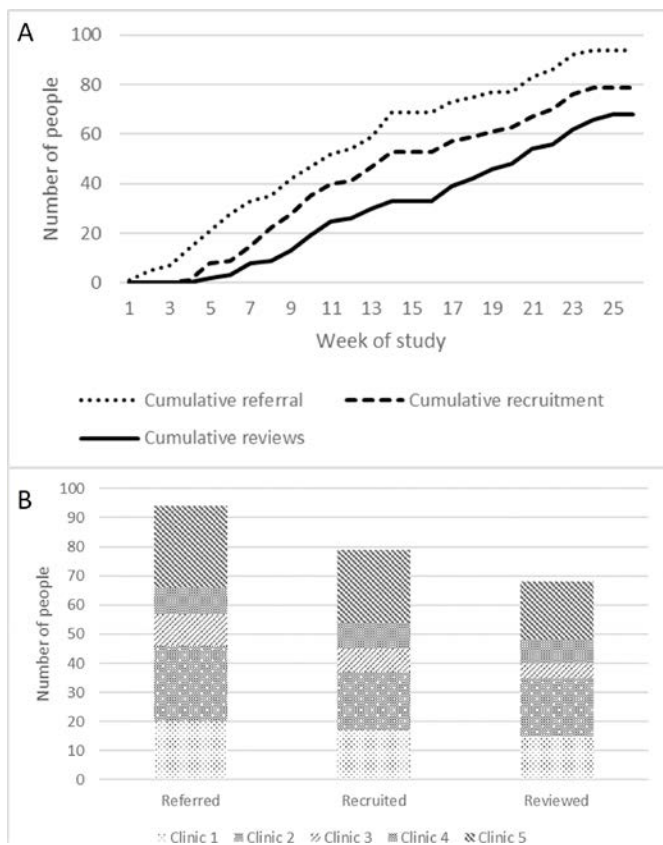 A
Number of people
100
80
60
40
20
0
1 3 5 7 9 11 13 15 17 19 21 23 25
Week of study
Cumulative referral
Cumulative recruitment
Cumulative reviews
B
Number of people
100
90
80
70
60
50
40
30
20
10
0
Referred Recruited Reviewed
Clinic 1 Clinic 2 Clinic 3 Clinic 4 Clinic 5